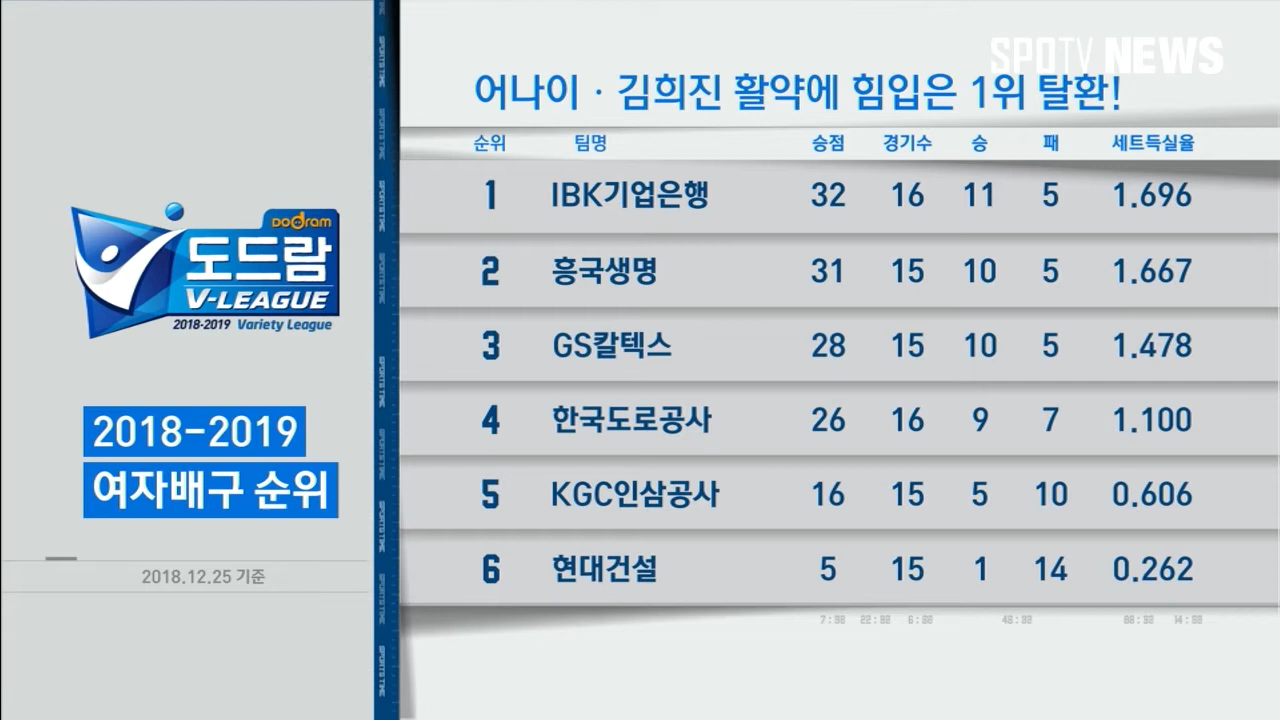 SPOTV NEWS
어나이 · 김희진 활약에 힘입은 1위 탈환!
순위 팀명 승점 경기수 승 패 세트득실율
1 IBK기업은행 32 16 11 5 1.696
2 흥국생명 31 15 10 5 1.667
3 GS칼텍스 28 15 10 5 1.478
4 한국도로공사 26 16 9 7 1.100
5 KGC인삼공사 16 15 5 10 0.606
6 현대건설 5 15 1 14 0.262
DODram
도드람
V-LEAGUE
2018-2019 Variety League
2018-2019
여자배구 순위
2018.12.25 기준